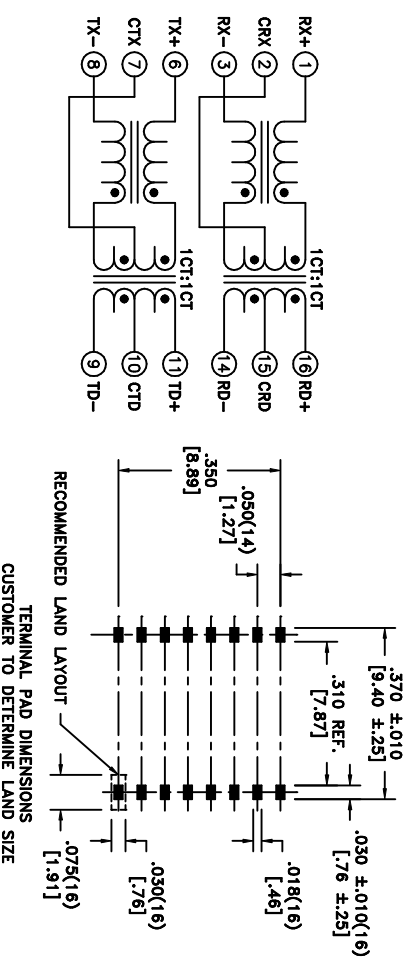 RX+ 1
CRX 2
RX- 3
1CT:1CT
16 RD+
15 CRD
14 RD-
TX+ 6
CTX 7
TX- 8
1CT:1CT
11 TD+
10 CTD
9 TD-
.370 ±.010
[9.40 ±.25]
.310 REF.
[7.87]
.030 ±.010(16)
[.76 ±.25]
.050(14)
[1.27]
.018(16)
[.46]
.350
[8.89]
.030(16)
[.76]
.075(16)
[1.91]
RECOMMENDED LAND LAYOUT
TERMINAL PAD DIMENSIONS
CUSTOMER TO DETERMINE LAND SIZE